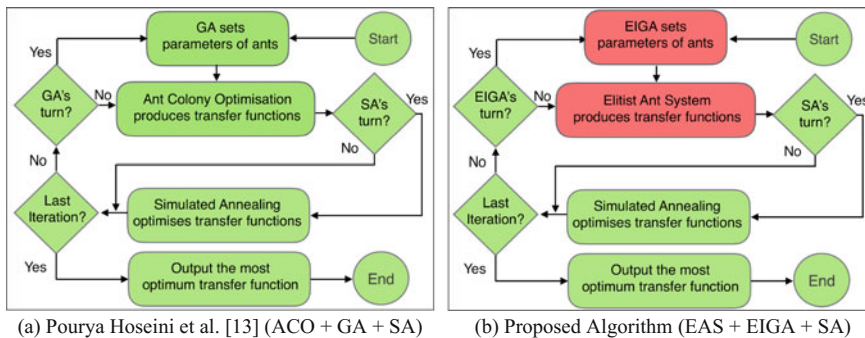 GA sets
parameters of ants
Start
Yes
GA's
turn?
No
Ant Colony Optimisation
produces transfer functions
SA's
turn?
Yes
No
No
Last
Iteration?
Simulated Annealing
optimises transfer functions
Yes
Output the most
optimum transfer function
End
(a) Pourya Hoseini et al. [13] (ACO + GA + SA)
EIGA sets
parameters of ants
Start
Yes
EIGA's
turn?
No
Elitist Ant System
produces transfer functions
SA's
turn?
Yes
No
No
Last
Iteration?
Simulated Annealing
optimises transfer functions
Yes
Output the most
optimum transfer function
End
(b) Proposed Algorithm (EAS + EIGA + SA)